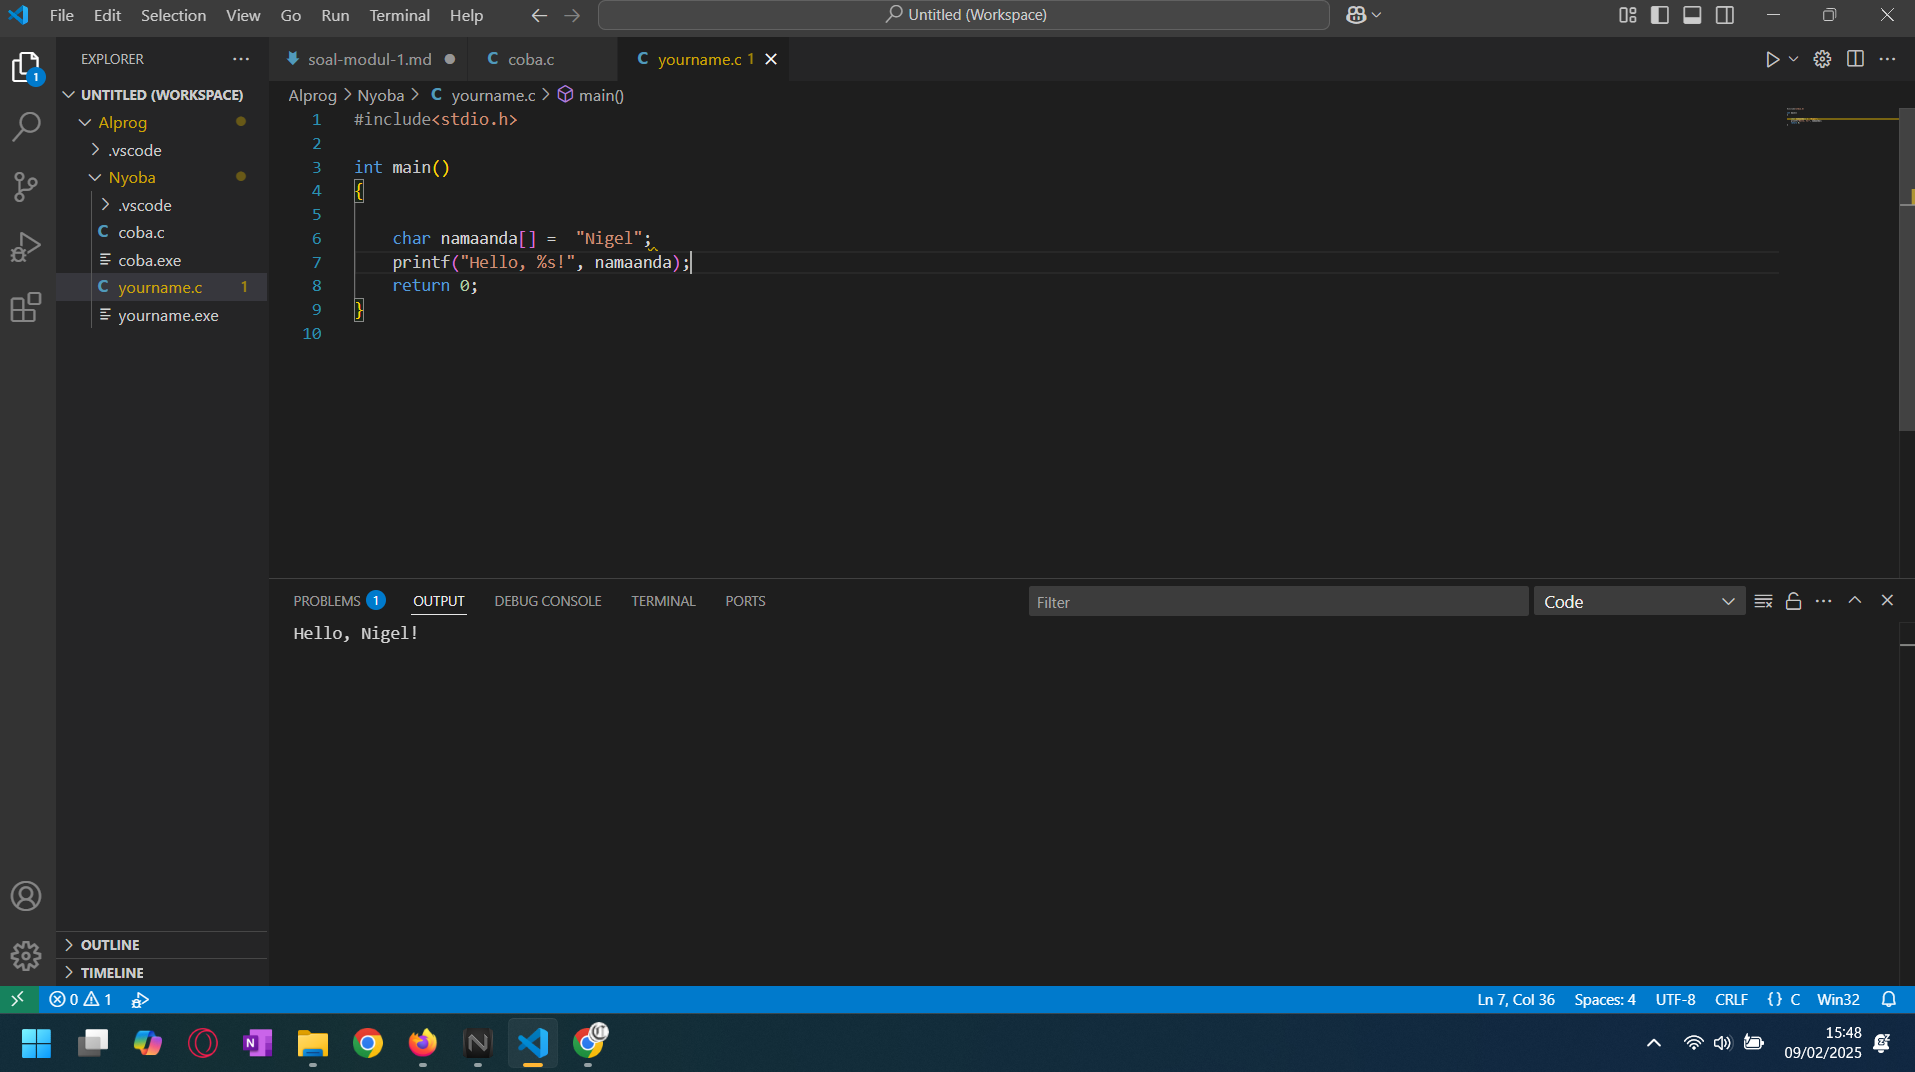 File Edit Selection View Go Run Terminal Help
Untitled (Workspace)
EXPLORER
soal-modul-1.md
coba.c
yourname.c 1
UNTITLED (WORKSPACE)
Alprog
.vscode
Nyoba
.vscode
coba.c
coba.exe
yourname.c 1
yourname.exe
OUTLINE
TIMELINE
Alprog > Nyoba > C yourname.c > main()
1 #include<stdio.h>
2
3 int main()
4 {
5
6 char namaanda[] =  "Nigel";
7 printf("Hello, %s!", namaanda);
8 return 0;
9 }
10
PROBLEMS 1 OUTPUT DEBUG CONSOLE TERMINAL PORTS
Filter
Code
Hello, Nigel!
0 1
Ln 7, Col 36 Spaces: 4 UTF-8 CRLF {} C Win32
15:48
09/02/2025